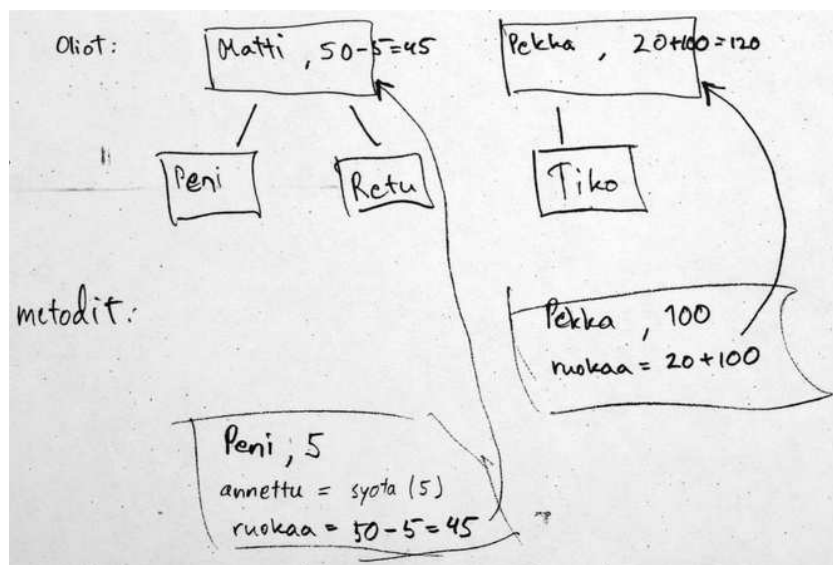 Oliot:
Matti , 50-5=45
Pekka , 20+100=120
Peni
Retu
Tiko
metodit:
Pekka , 100
ruokaa = 20+100
Peni , 5
annettu = syota (5)
ruokaa = 50-5=45